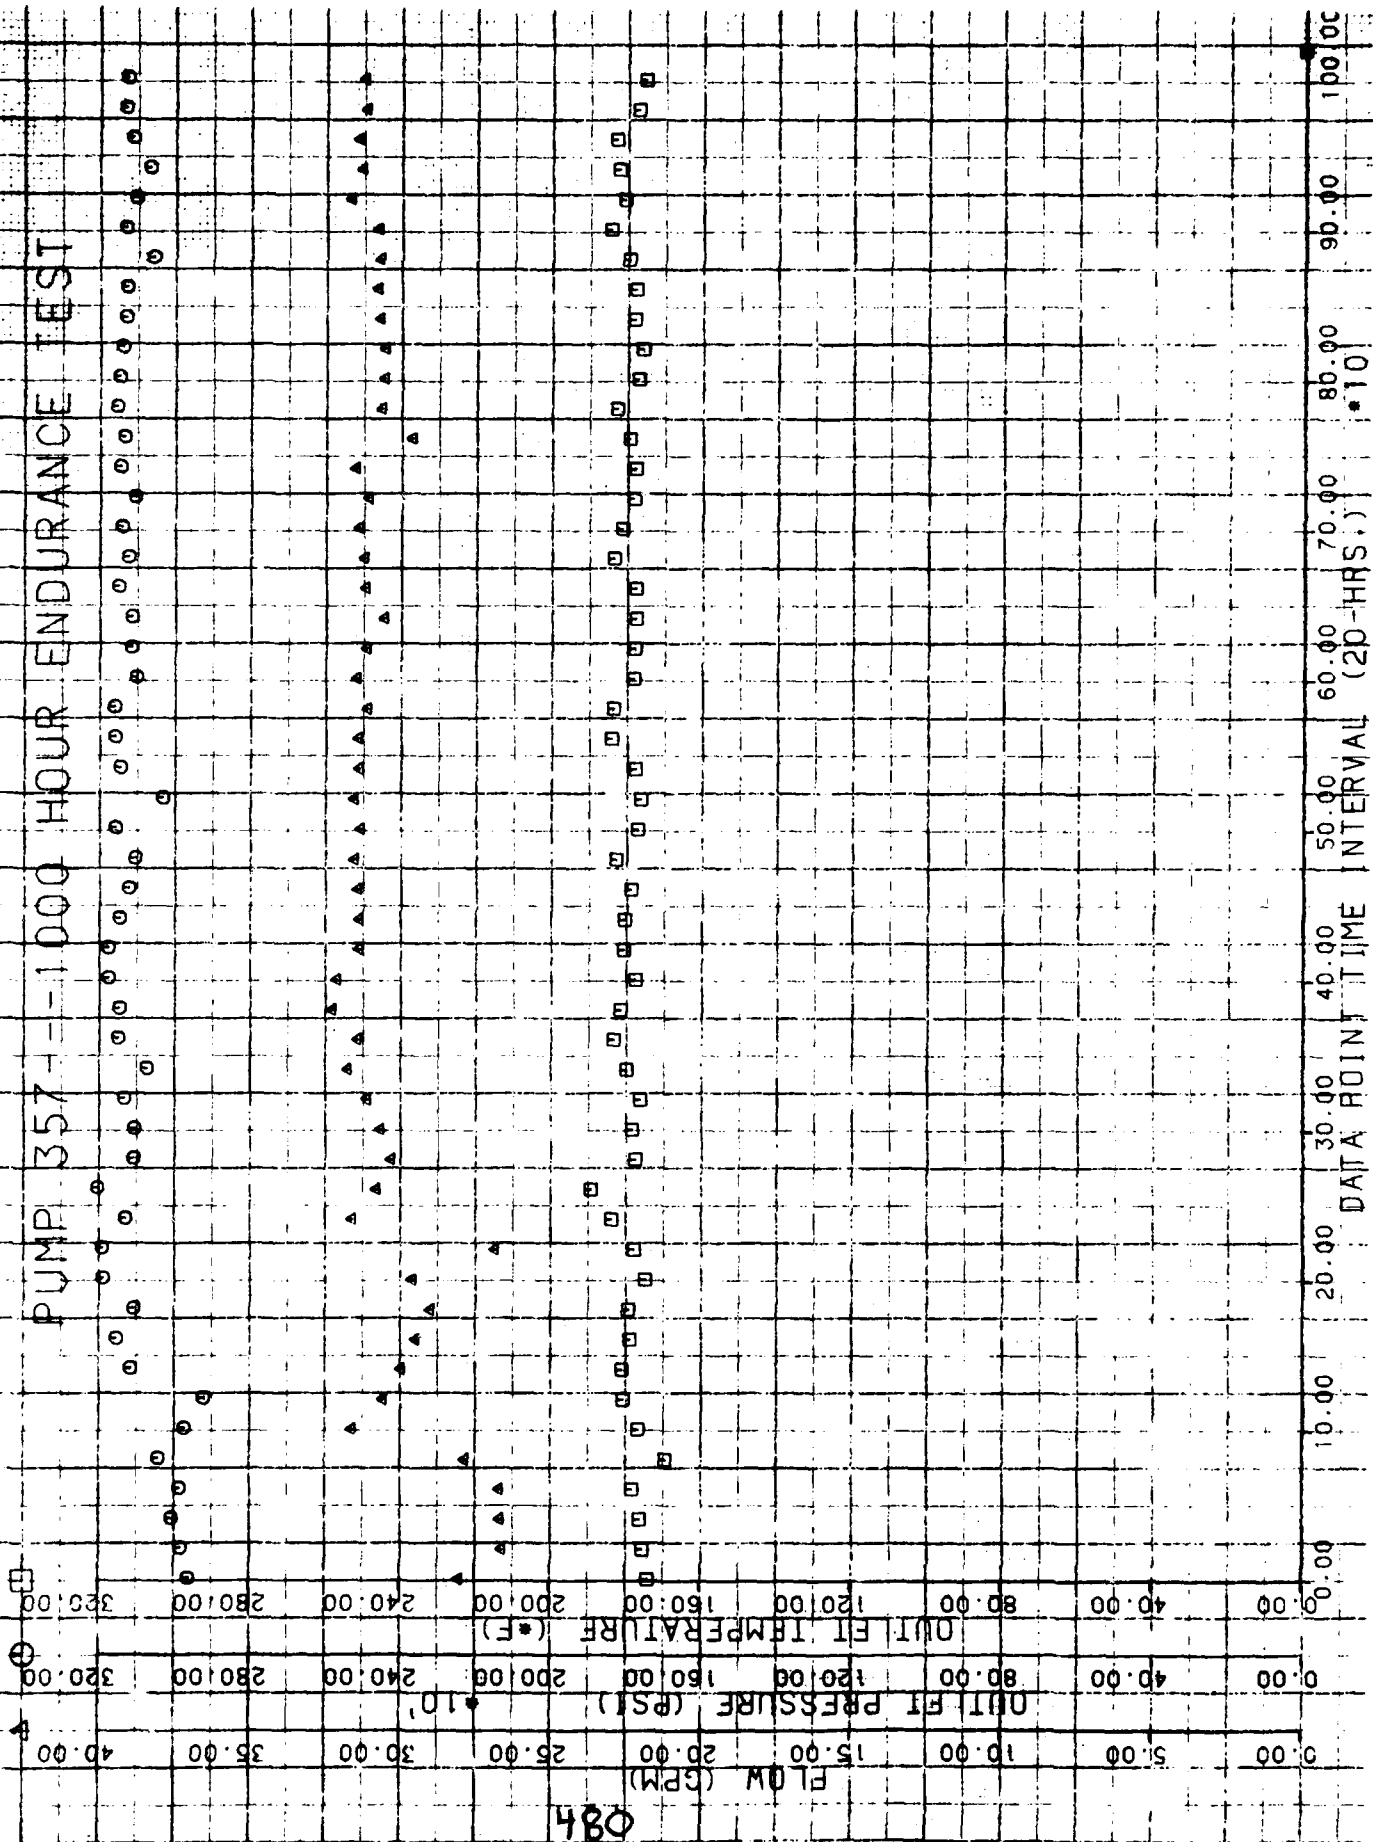 PUMP 357---1000 HOUR ENDURANCE TEST
320.00 280.00 240.00 200.00 160.00 120.00 80.00 40.00 0.00
OUTLET TEMPERATURE (*F)
320.00 280.00 240.00 200.00 160.00 120.00 80.00 40.00 0.00
OUTLET PRESSURE (PSI) *10'
40.00 35.00 30.00 25.00 20.00 15.00 10.00 5.00 0.00
FLOW (GPM)
0.00 10.00 20.00 30.00 40.00 50.00 60.00 70.00 80.00 90.00 100.00
DATA POINT TIME INTERVAL (20-HRS.) *10'
480